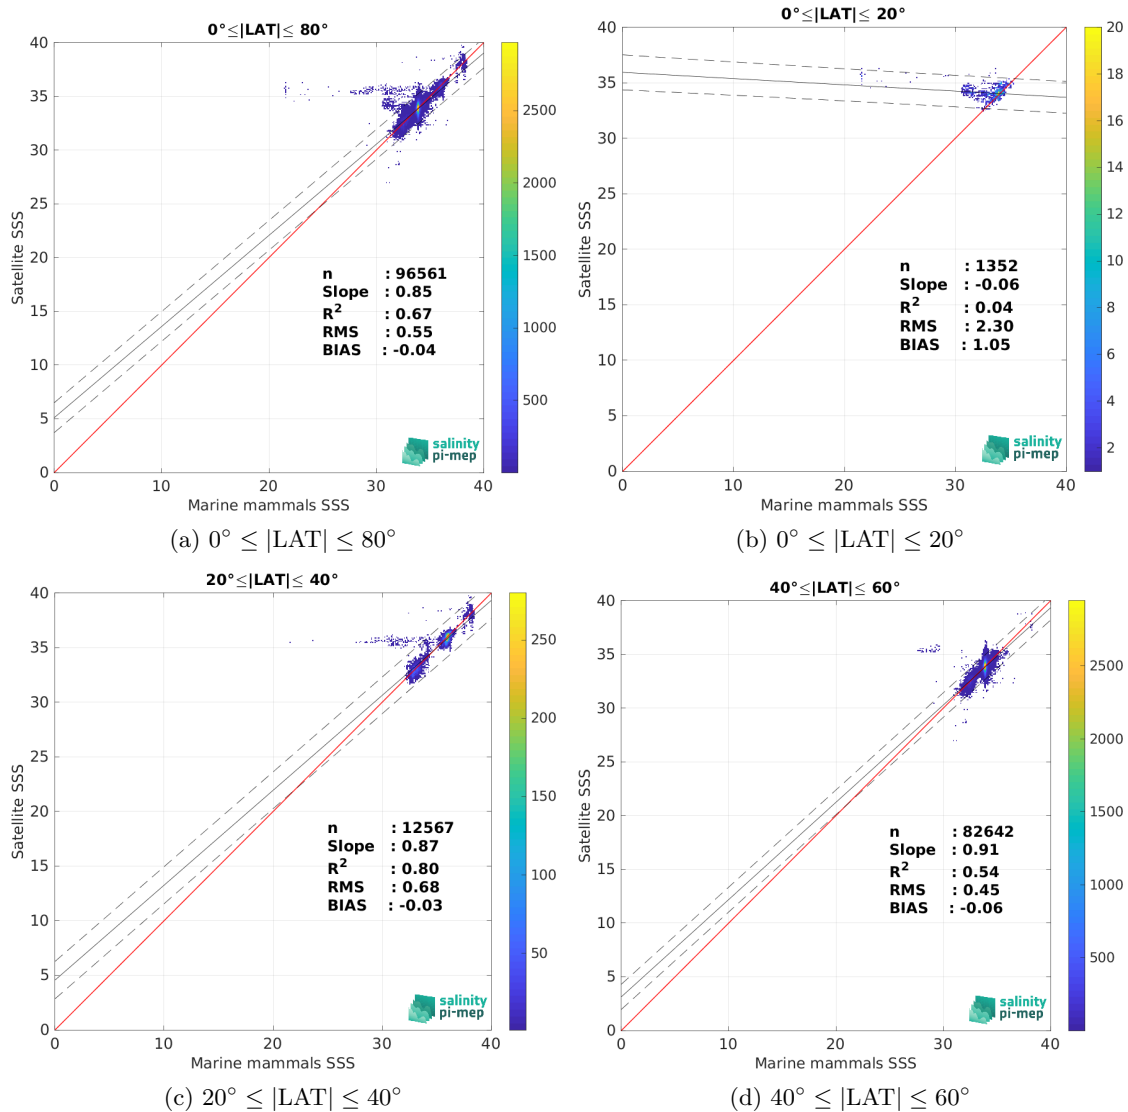 0°≤|LAT|≤ 80°
40
35
30
25
20
15
10
5
0
Satellite SSS
n : 96561
Slope : 0.85
R² : 0.67
RMS : 0.55
BIAS : -0.04
salinity
pi-mep
0 10 20 30 40
Marine mammals SSS
2500
2000
1500
1000
500
(a) 0° ≤ |LAT| ≤ 80°
0°≤|LAT|≤ 20°
40
35
30
25
20
15
10
5
0
Satellite SSS
n : 1352
Slope : -0.06
R² : 0.04
RMS : 2.30
BIAS : 1.05
salinity
pi-mep
0 10 20 30 40
Marine mammals SSS
20
18
16
14
12
10
8
6
4
2
(b) 0° ≤ |LAT| ≤ 20°
20°≤|LAT|≤ 40°
40
35
30
25
20
15
10
5
0
Satellite SSS
n : 12567
Slope : 0.87
R² : 0.80
RMS : 0.68
BIAS : -0.03
salinity
pi-mep
0 10 20 30 40
Marine mammals SSS
250
200
150
100
50
(c) 20° ≤ |LAT| ≤ 40°
40°≤|LAT|≤ 60°
40
35
30
25
20
15
10
5
0
Satellite SSS
n : 82642
Slope : 0.91
R² : 0.54
RMS : 0.45
BIAS : -0.06
salinity
pi-mep
0 10 20 30 40
Marine mammals SSS
2500
2000
1500
1000
500
(d) 40° ≤ |LAT| ≤ 60°